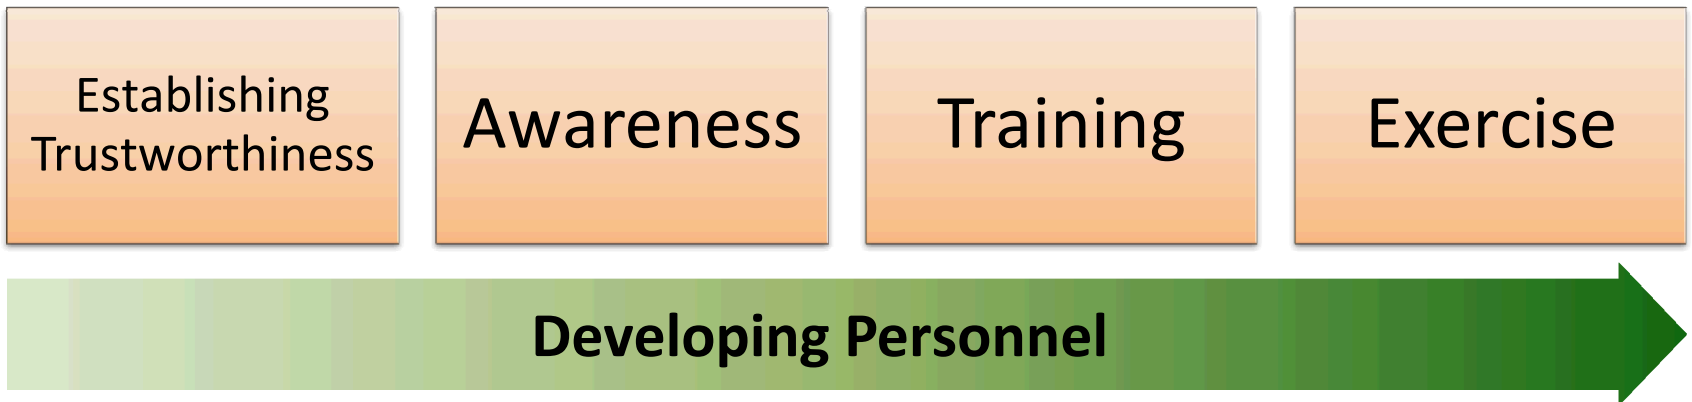 Establishing
Trustworthiness
Awareness
Training
Exercise
Developing Personnel